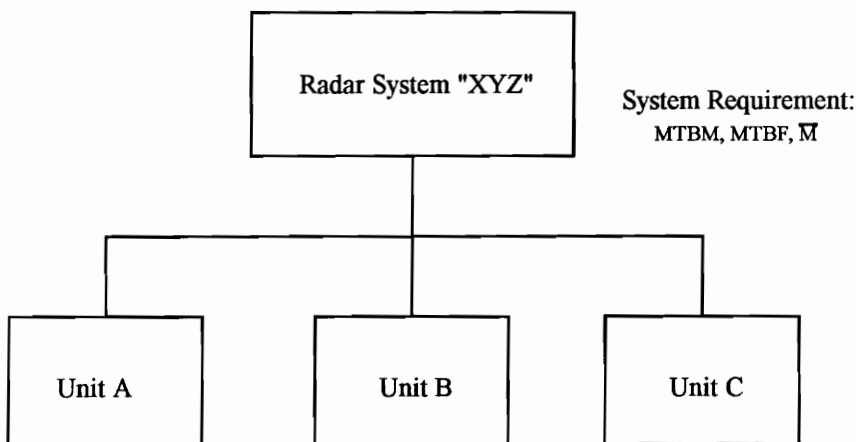 Radar System "XYZ"
System Requirement:
MTBM, MTBF, M̅
Unit A
Unit B
Unit C